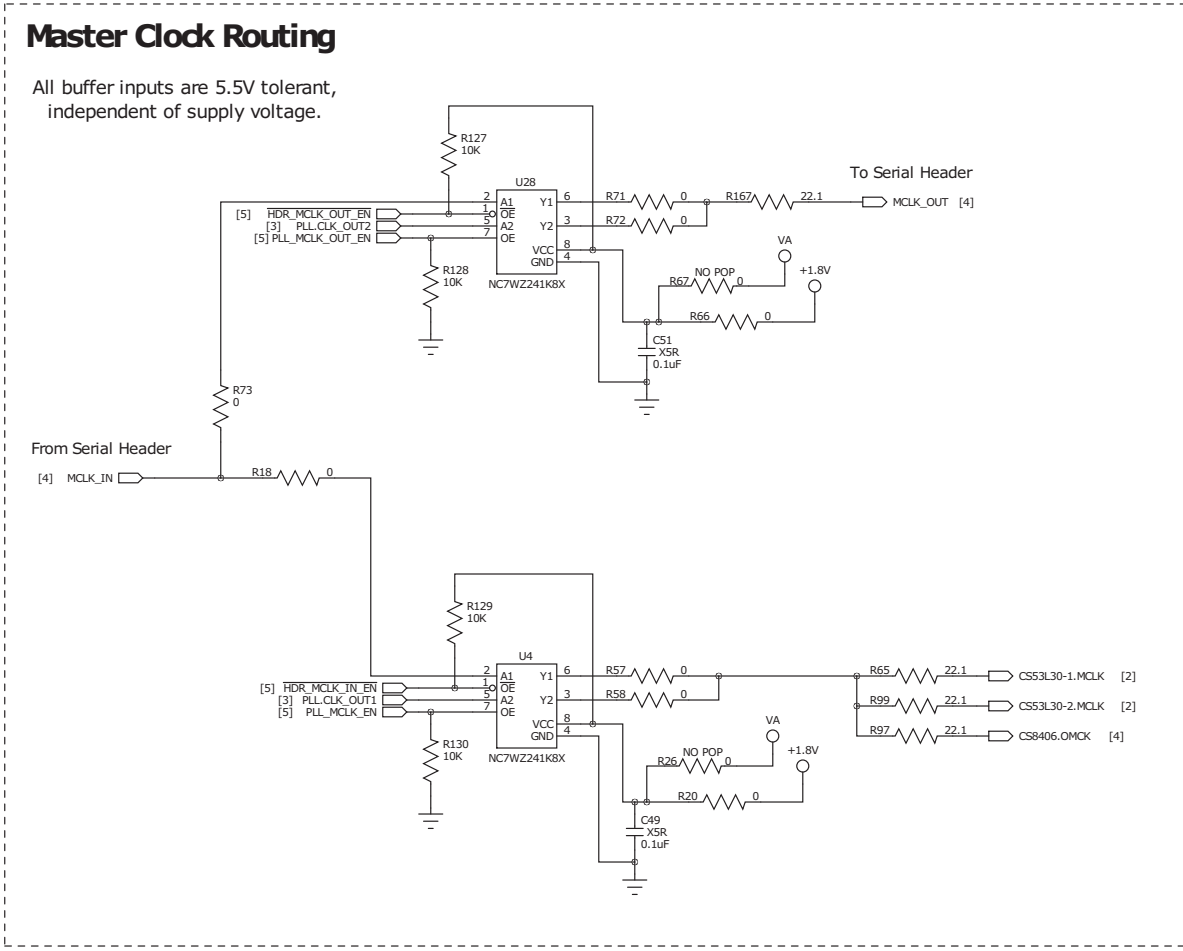 Master Clock Routing
All buffer inputs are 5.5V tolerant,
independent of supply voltage.
R127
10K
To Serial Header
U28
2 A1 Y1 6 R71 0 R167 22.1 MCLK_OUT [4]
[5] HDR_MCLK_OUT_EN 1 OE
[3] PLL.CLK_OUT2 5 A2 Y2 3 R72 0
[5] PLL_MCLK_OUT_EN 7 OE
VCC 8
GND 4
VA
+1.8V
R128
10K
NC7WZ241K8X
R67 NO POP 0
R66 0
C51
X5R
0.1uF
R73
0
From Serial Header
[4] MCLK_IN R18 0
R129
10K
U4
2 A1 Y1 6 R57 0 R65 22.1 CS53L30-1.MCLK [2]
[5] HDR_MCLK_IN_EN 1 OE
[3] PLL.CLK_OUT1 5 A2 Y2 3 R58 0 R99 22.1 CS53L30-2.MCLK [2]
[5] PLL_MCLK_EN 7 OE
VCC 8
GND 4
R97 22.1 CS8406.OMCK [4]
VA
+1.8V
R130
10K
NC7WZ241K8X
R26 NO POP 0
R20 0
C49
X5R
0.1uF